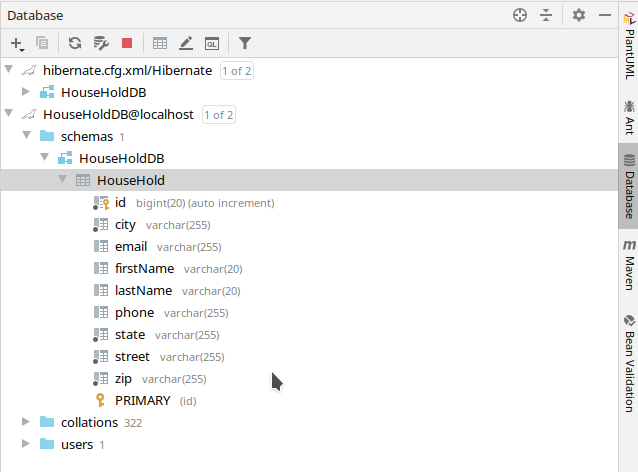 Database
QL
hibernate.cfg.xml/Hibernate 1 of 2
HouseHoldDB
HouseHoldDB@localhost 1 of 2
schemas 1
HouseHoldDB
HouseHold
id bigint(20) (auto increment)
city varchar(255)
email varchar(255)
firstName varchar(20)
lastName varchar(20)
phone varchar(255)
state varchar(255)
street varchar(255)
zip varchar(255)
PRIMARY (id)
collations 322
users 1
PlantUML
Ant
Database
m Maven
Bean Validation